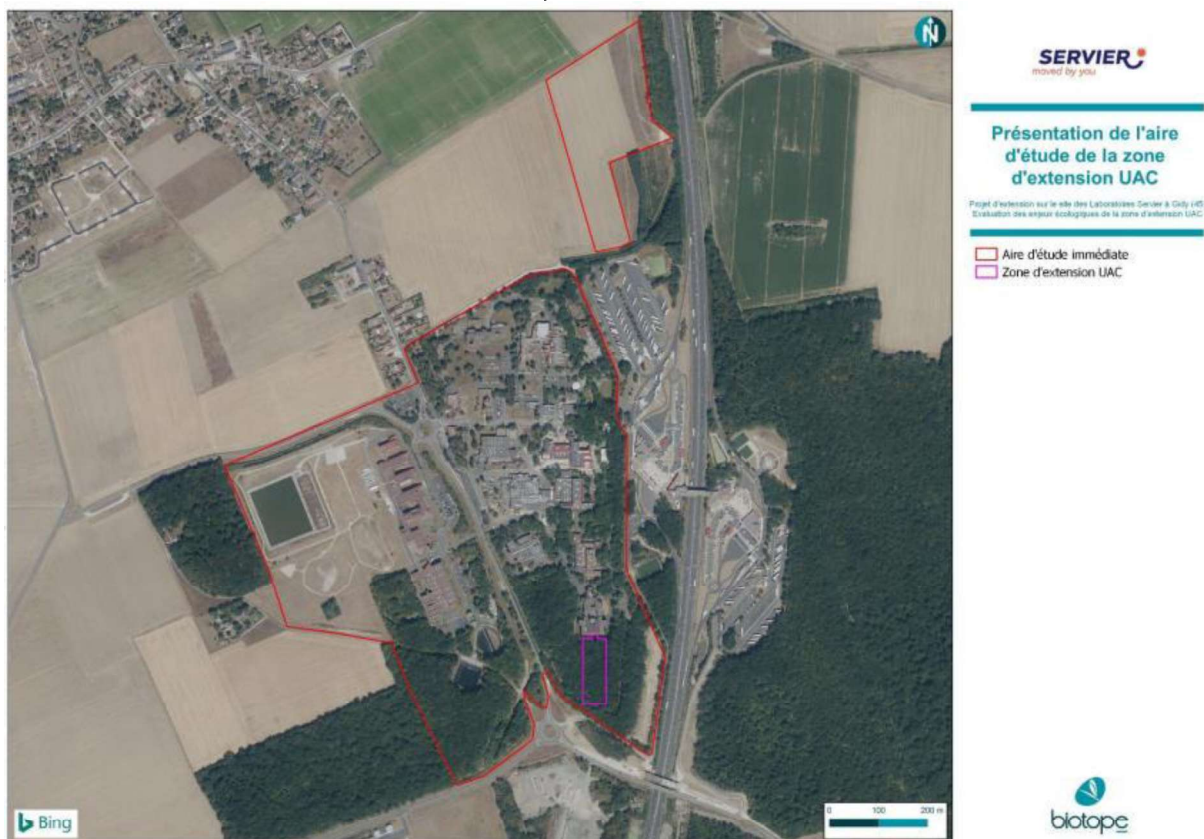 N
SERVIER
moved by you
Présentation de l'aire
d'étude de la zone
d'extension UAC
Projet d'extension sur le site des Laboratoires Servier à Gidy (45
Evaluation des enjeux écologiques de la zone d'extension UAC
Aire d'étude immédiate
Zone d'extension UAC
Bing
0 100 200 m
biotope